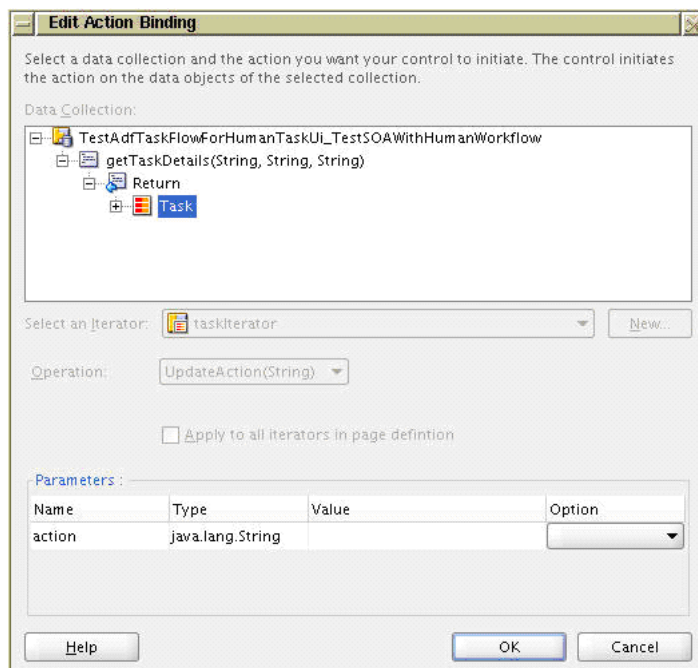 Edit Action Binding
Select a data collection and the action you want your control to initiate. The control initiates
the action on the data objects of the selected collection.
Data Collection:
TestAdfTaskFlowForHumanTaskUi_TestSOAWithHumanWorkflow
getTaskDetails(String, String, String)
Return
Task
Select an Iterator: taskIterator New...
Operation: UpdateAction(String)
Apply to all iterators in page defintion
Parameters :
Name Type Value Option
action java.lang.String
Help OK Cancel